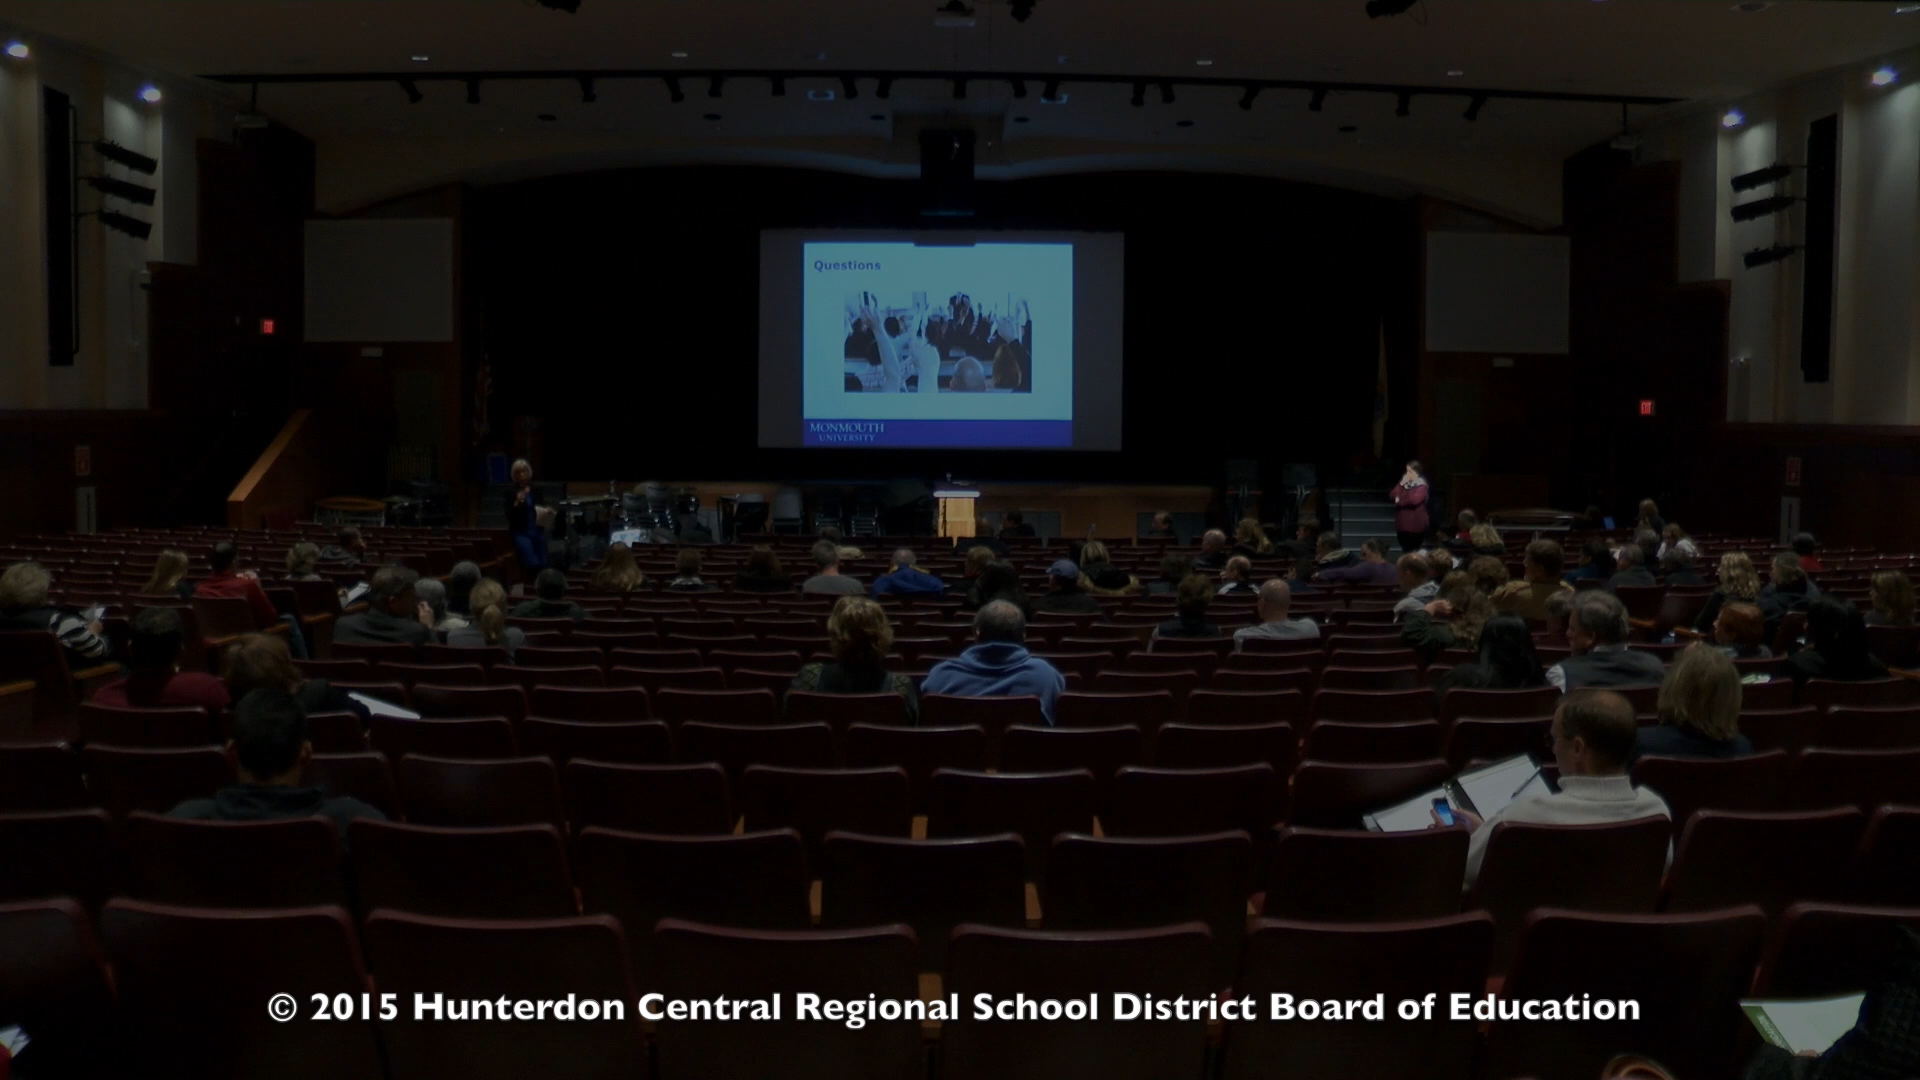 Questions
MONMOUTH
UNIVERSITY
© 2015 Hunterdon Central Regional School District Board of Education